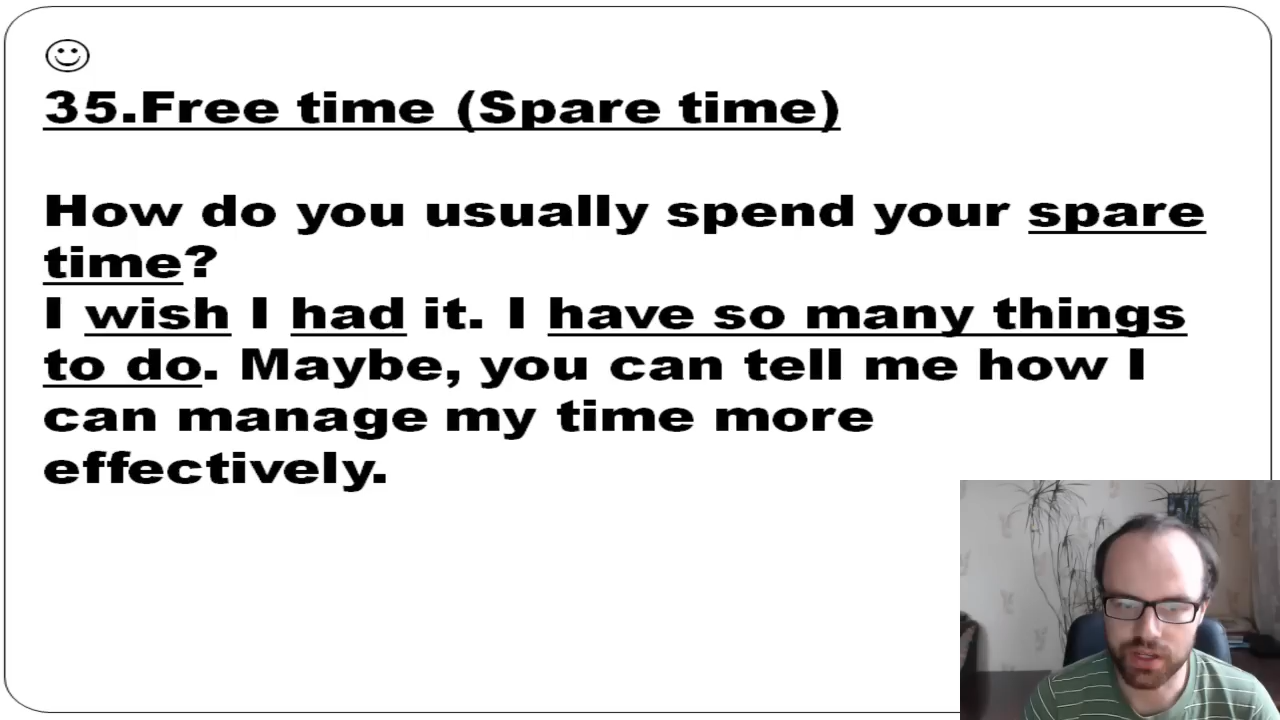 35.Free time (Spare time)
How do you usually spend your spare
time?
I wish I had it. I have so many things
to do. Maybe, you can tell me how I
can manage my time more
effectively.